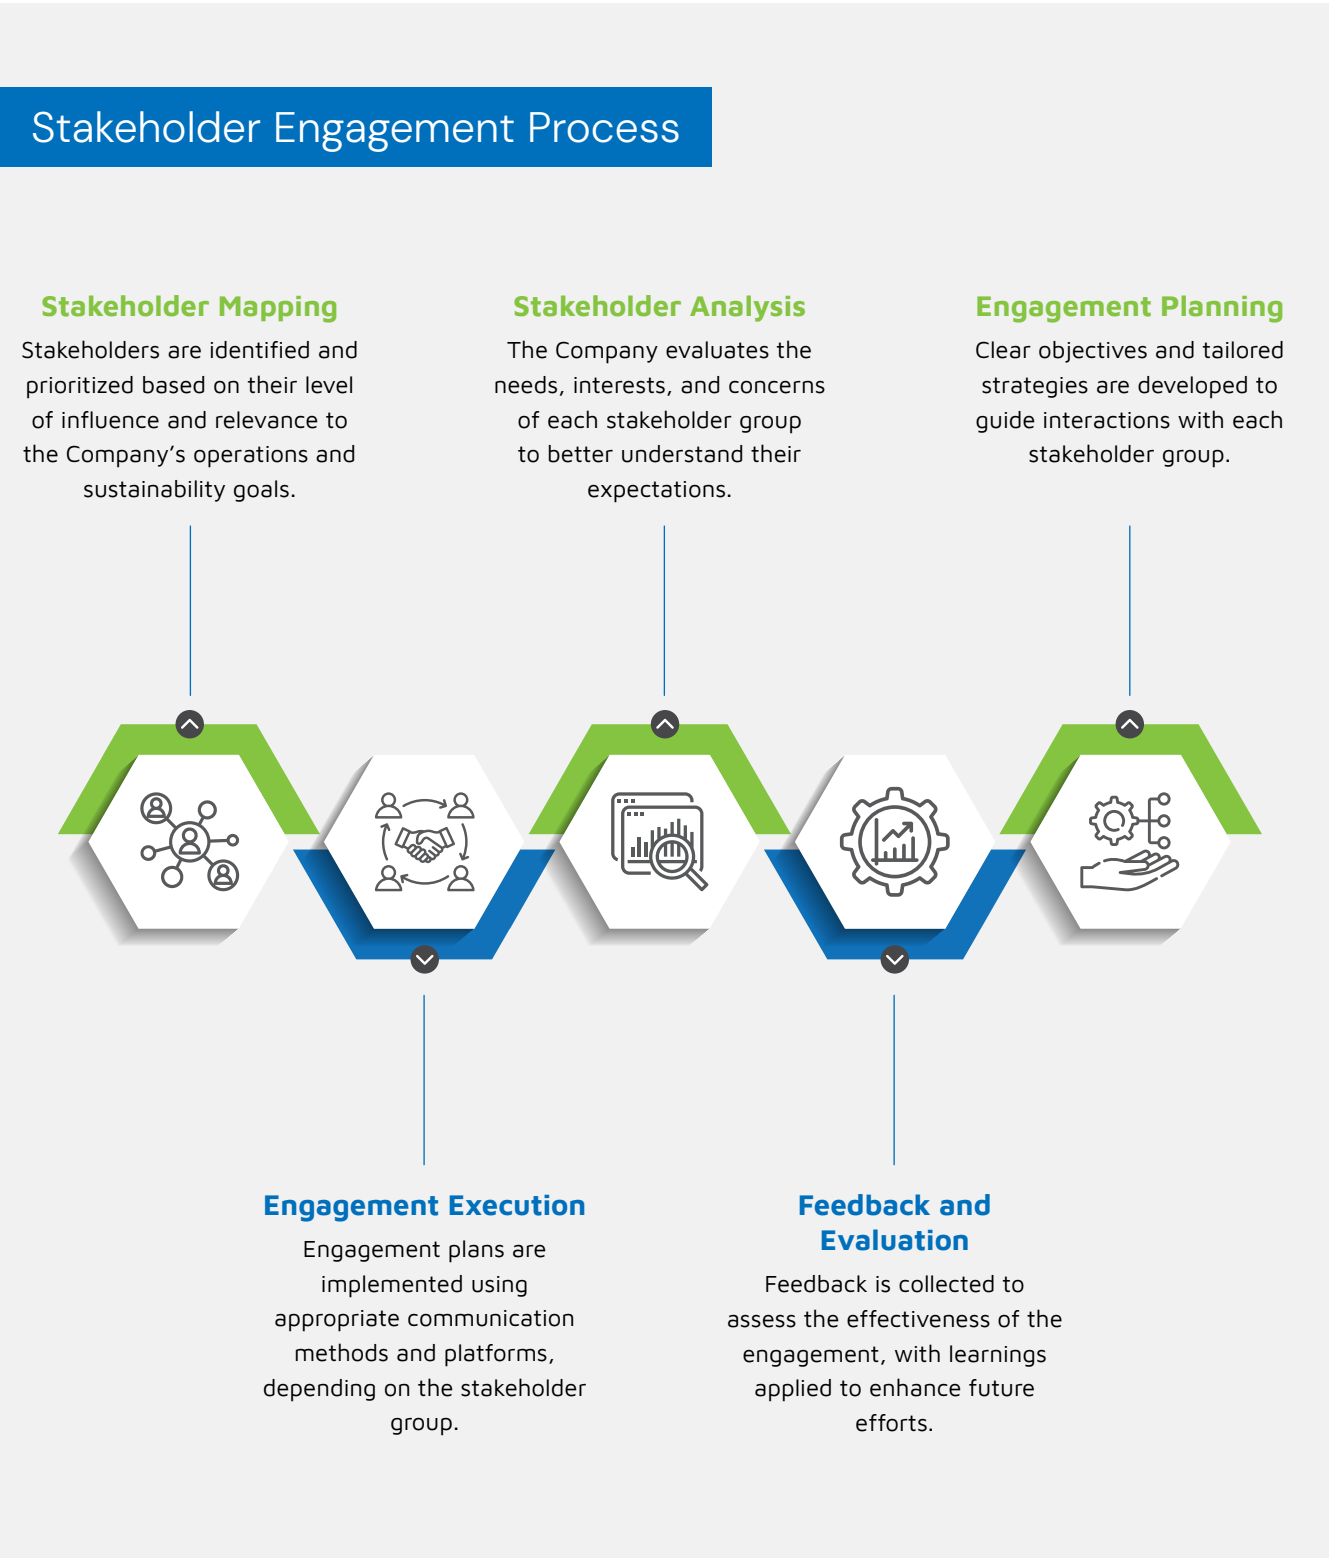 Stakeholder Engagement Process
Stakeholder Mapping
Stakeholders are identified and
prioritized based on their level
of influence and relevance to
the Company’s operations and
sustainability goals.
Stakeholder Analysis
The Company evaluates the
needs, interests, and concerns
of each stakeholder group
to better understand their
expectations.
Engagement Planning
Clear objectives and tailored
strategies are developed to
guide interactions with each
stakeholder group.
Engagement Execution
Engagement plans are
implemented using
appropriate communication
methods and platforms,
depending on the stakeholder
group.
Feedback and
Evaluation
Feedback is collected to
assess the effectiveness of the
engagement, with learnings
applied to enhance future
efforts.